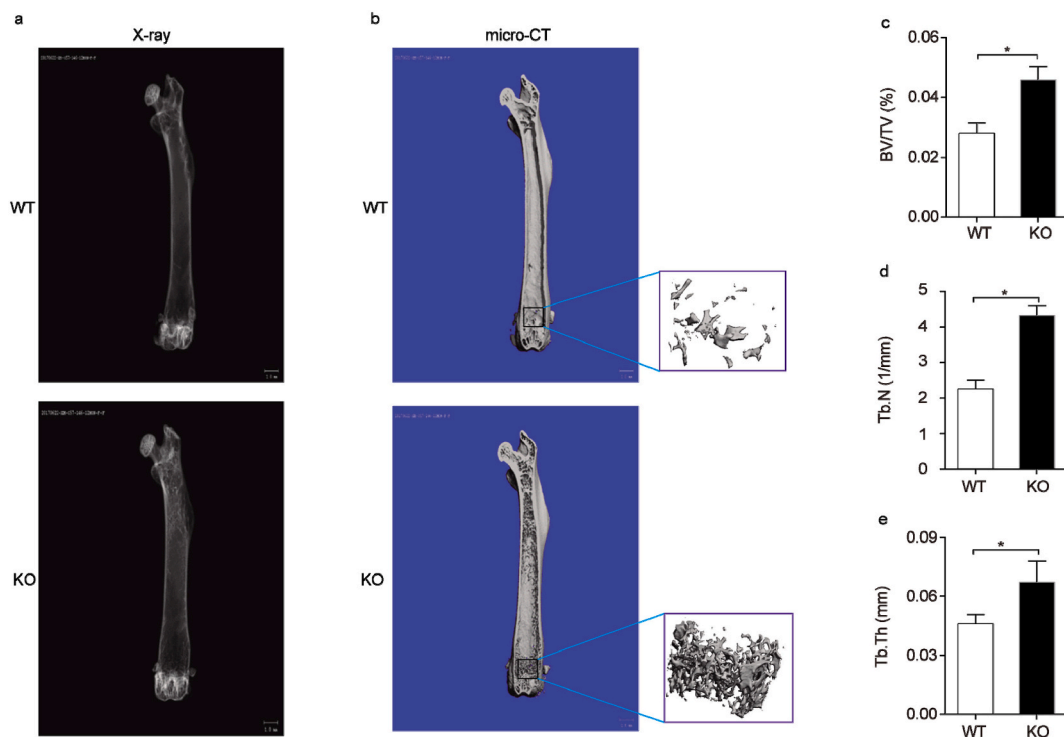 a
X-ray
WT
KO
b
micro-CT
WT
KO
c
BV/TV (%)
0.06
0.04
0.02
0.00
WT
KO
*
d
Tb.N (1/mm)
5
4
3
2
1
0
WT
KO
*
e
Tb.Th (mm)
0.09
0.06
0.03
0.00
WT
KO
*